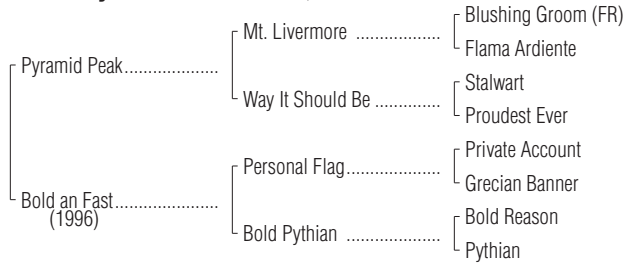 Blushing Groom (FR)
Mt. Livermore ..................
Flama Ardiente
Pyramid Peak....................
Stalwart
Way It Should Be ..............
Proudest Ever
Private Account
Personal Flag....................
Grecian Banner
Bold an Fast......................
(1996)
Bold Reason
Bold Pythian ....................
Pythian